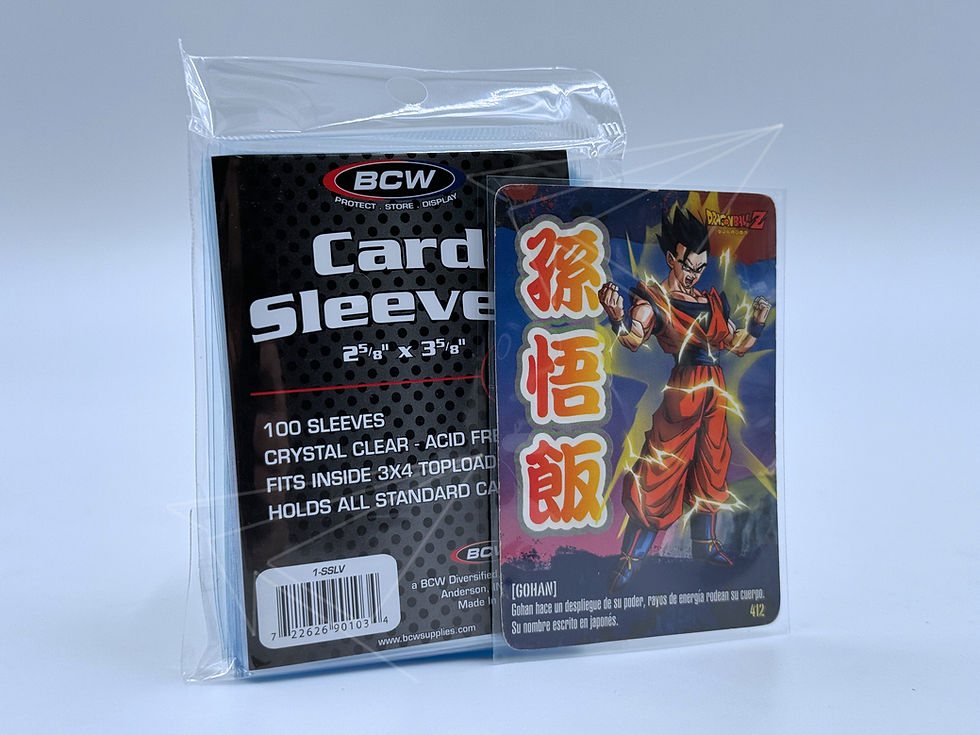 BCW
PROTECT . STORE . DISPLAY
Card
Sleeve
2⁵/⁸" x 3⁵/⁸"
100 SLEEVES
CRYSTAL CLEAR - ACID FRE
FITS INSIDE 3X4 TOPLOAD
HOLDS ALL STANDARD CA
BCW
a BCW Diversified
Anderson, IN
Made in
1-SSLV
7 22626 90103 4
www.bcwsupplies.com
DRAGON BALL Z
孫
悟
飯
[GOHAN]
Gohan hace un despliegue de su poder, rayos de energía rodean su cuerpo.
Su nombre escrito en japonés.
412